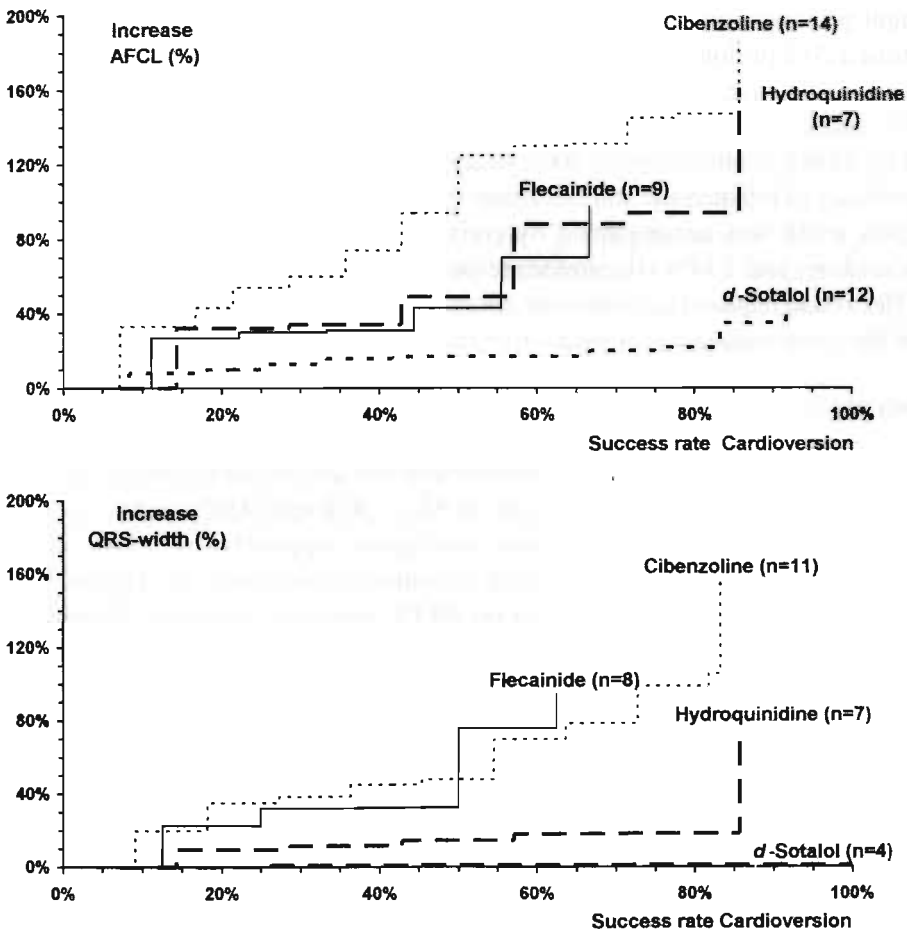 200%
Increase
AFCL (%)
Cibenzoline (n=14)
160%
Hydroquinidine
(n=7)
120%
Flecainide (n=9)
80%
d-Sotalol (n=12)
40%
0%
0% 20% 40% 60% 80% 100%
Success rate Cardioversion
200%
Increase
QRS-width (%)
160%
Cibenzoline (n=11)
120%
Flecainide (n=8)
80%
Hydroquinidine (n=7)
40%
d-Sotalol (n=4)
0%
0% 20% 40% 60% 80% 100%
Success rate Cardioversion